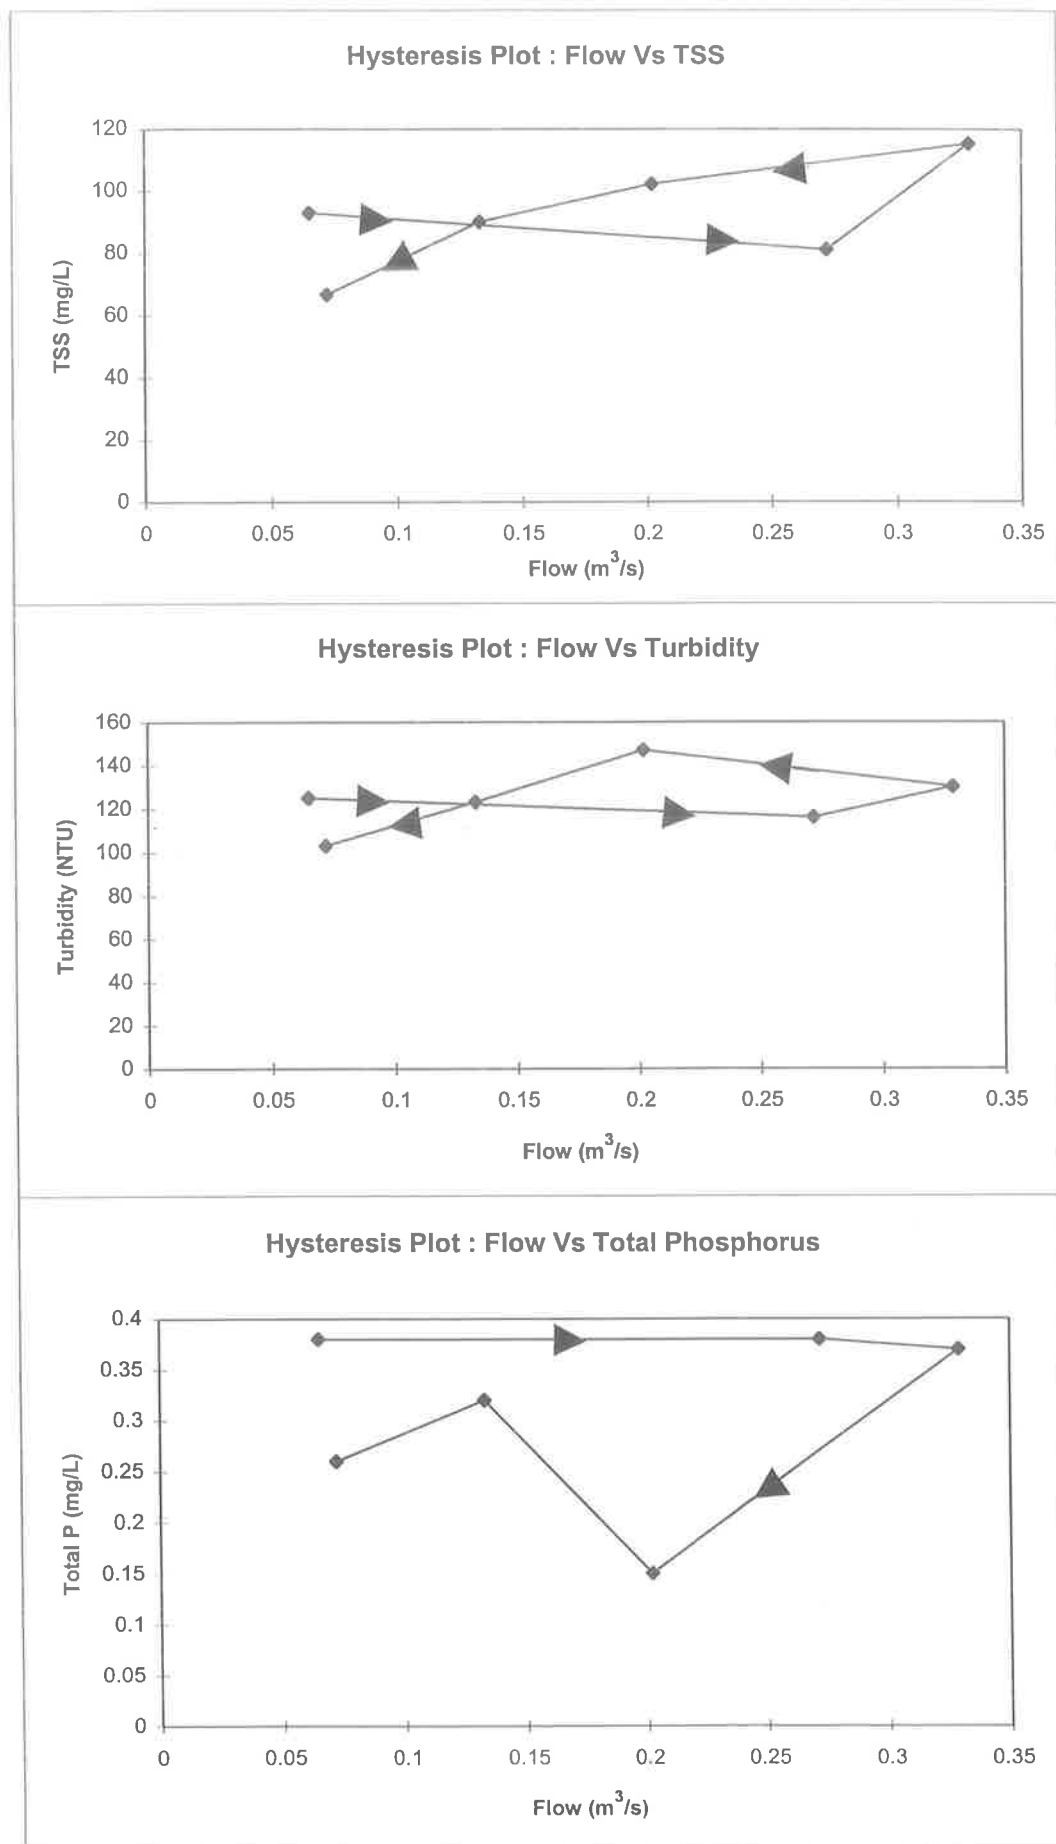 Hysteresis Plot : Flow Vs TSS
120
100
80
60
40
20
0
TSS (mg/L)
0 0.05 0.1 0.15 0.2 0.25 0.3 0.35
Flow (m³/s)
Hysteresis Plot : Flow Vs Turbidity
160
140
120
100
80
60
40
20
0
Turbidity (NTU)
0 0.05 0.1 0.15 0.2 0.25 0.3 0.35
Flow (m³/s)
Hysteresis Plot : Flow Vs Total Phosphorus
0.4
0.35
0.3
0.25
0.2
0.15
0.1
0.05
0
Total P (mg/L)
0 0.05 0.1 0.15 0.2 0.25 0.3 0.35
Flow (m³/s)